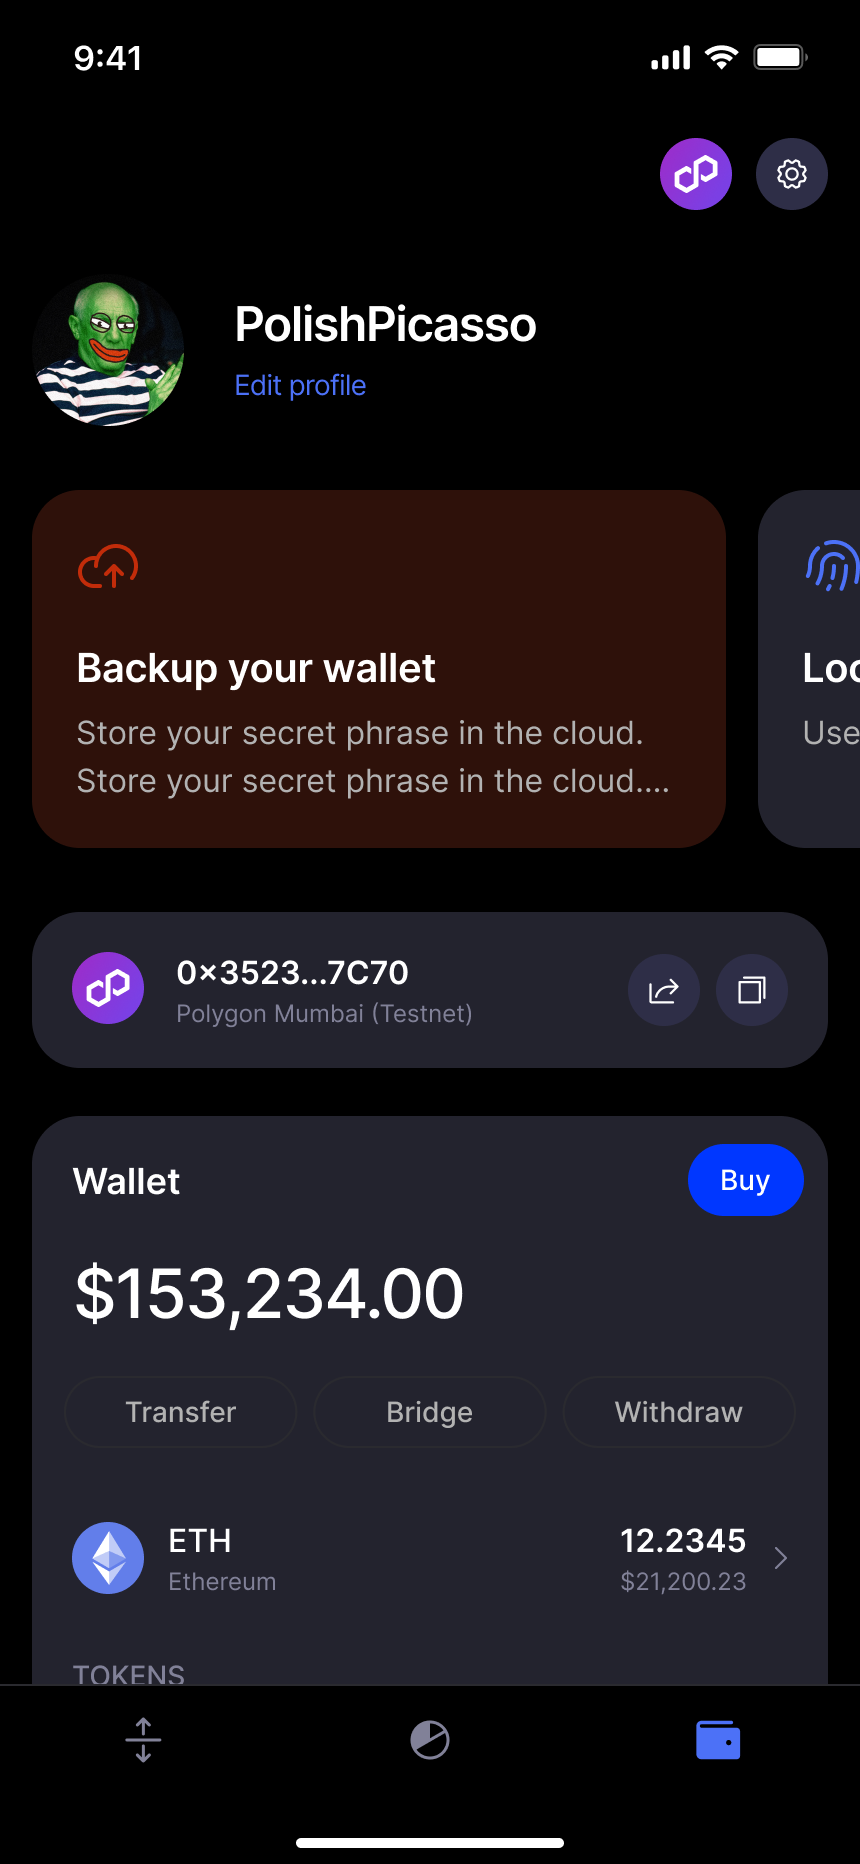 9:41
PolishPicasso
Edit profile
Backup your wallet
Store your secret phrase in the cloud.
Store your secret phrase in the cloud....
Loc
Use
0×3523...7C70
Polygon Mumbai (Testnet)
Wallet
Buy
$153,234.00
Transfer
Bridge
Withdraw
ETH
12.2345
Ethereum
$21,200.23
TOKENS